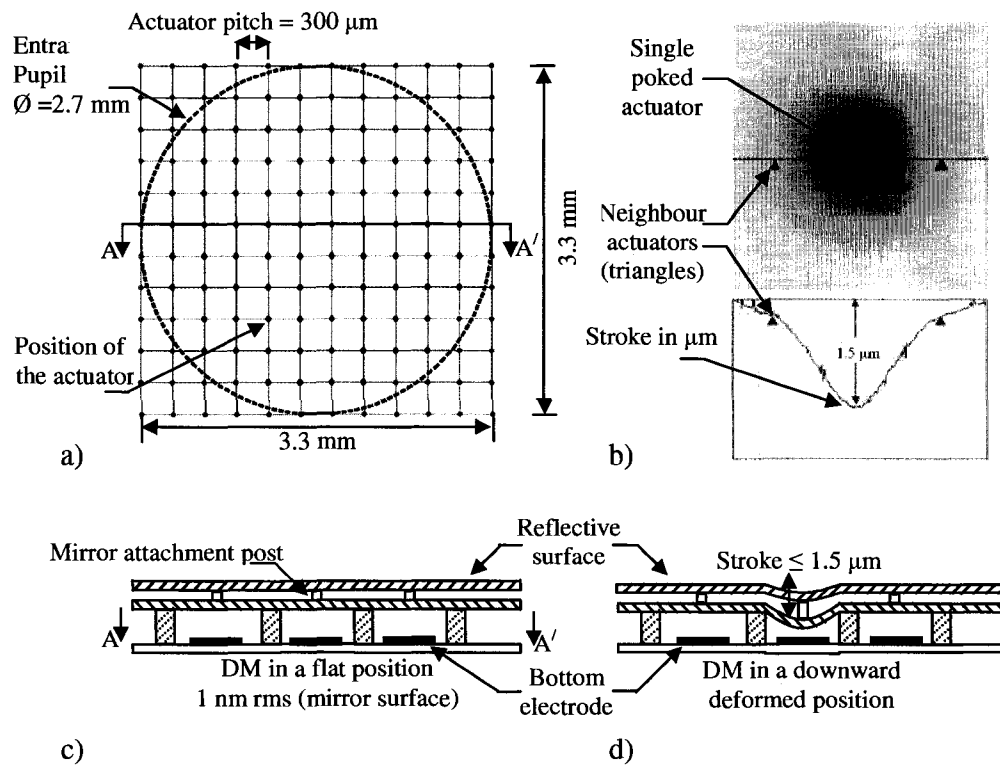 Actuator pitch = 300 µm
Entra
Pupil
Ø =2.7 mm
A
A′
3.3 mm
Position of
the actuator
3.3 mm
a)
Single
poked
actuator
Neighbour
actuators
(triangles)
Stroke in µm
1.5 µm
b)
Mirror attachment post
Reflective
surface
Stroke ≤ 1.5 µm
A
A′
DM in a flat position
1 nm rms (mirror surface)
Bottom
electrode
DM in a downward
deformed position
c)
d)